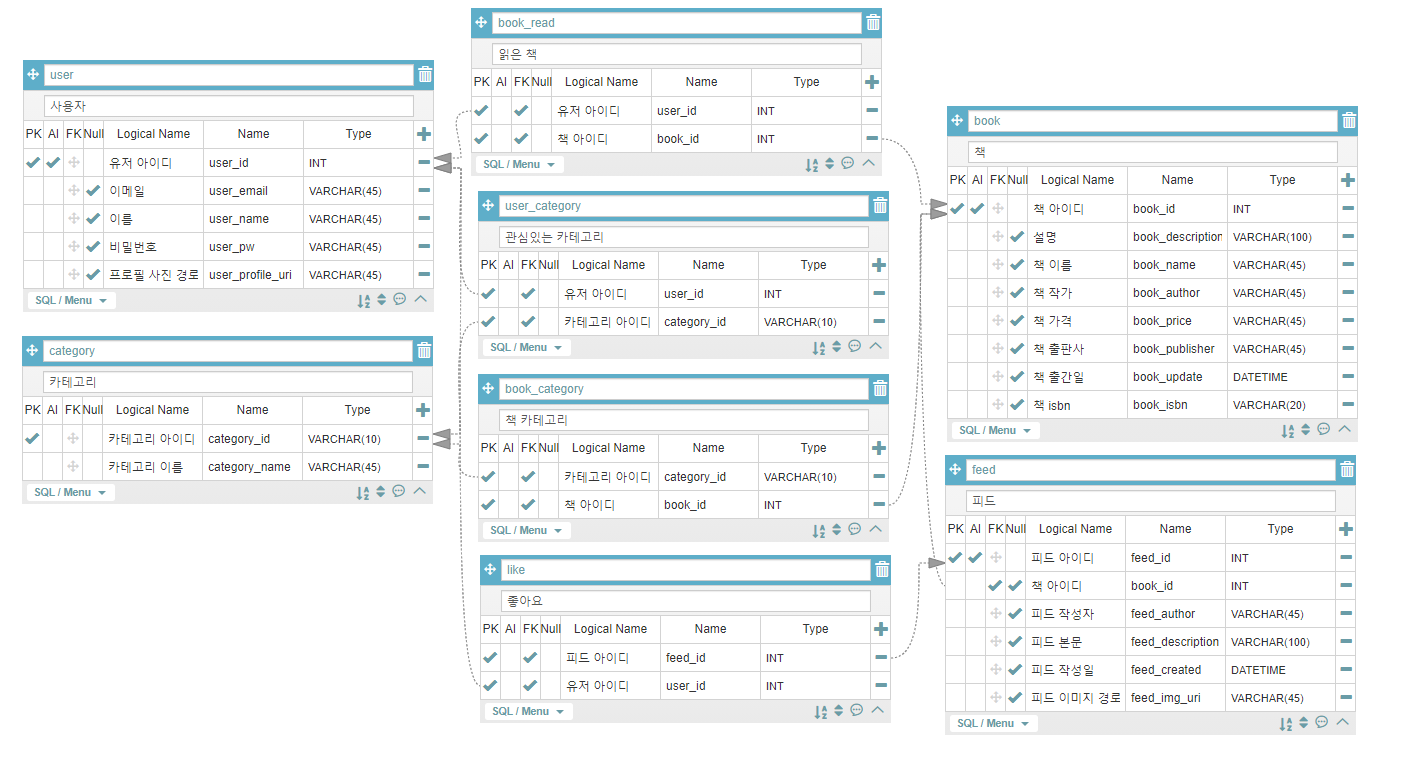 user
사용자
PK AI FK Null Logical Name Name Type
유저 아이디 user_id INT
이메일 user_email VARCHAR(45)
이름 user_name VARCHAR(45)
비밀번호 user_pw VARCHAR(45)
프로필 사진 경로 user_profile_uri VARCHAR(45)
SQL / Menu
category
카테고리
PK AI FK Null Logical Name Name Type
카테고리 아이디 category_id VARCHAR(10)
카테고리 이름 category_name VARCHAR(45)
SQL / Menu
book_read
읽은 책
PK AI FK Null Logical Name Name Type
유저 아이디 user_id INT
책 아이디 book_id INT
SQL / Menu
user_category
관심있는 카테고리
PK AI FK Null Logical Name Name Type
유저 아이디 user_id INT
카테고리 아이디 category_id VARCHAR(10)
SQL / Menu
book_category
책 카테고리
PK AI FK Null Logical Name Name Type
카테고리 아이디 category_id VARCHAR(10)
책 아이디 book_id INT
SQL / Menu
like
좋아요
PK AI FK Null Logical Name Name Type
피드 아이디 feed_id INT
유저 아이디 user_id INT
SQL / Menu
book
책
PK AI FK Null Logical Name Name Type
책 아이디 book_id INT
설명 book_description VARCHAR(100)
책 이름 book_name VARCHAR(45)
책 작가 book_author VARCHAR(45)
책 가격 book_price VARCHAR(45)
책 출판사 book_publisher VARCHAR(45)
책 출간일 book_update DATETIME
책 isbn book_isbn VARCHAR(20)
SQL / Menu
feed
피드
PK AI FK Null Logical Name Name Type
피드 아이디 feed_id INT
책 아이디 book_id INT
피드 작성자 feed_author VARCHAR(45)
피드 본문 feed_description VARCHAR(100)
피드 작성일 feed_created DATETIME
피드 이미지 경로 feed_img_uri VARCHAR(45)
SQL / Menu